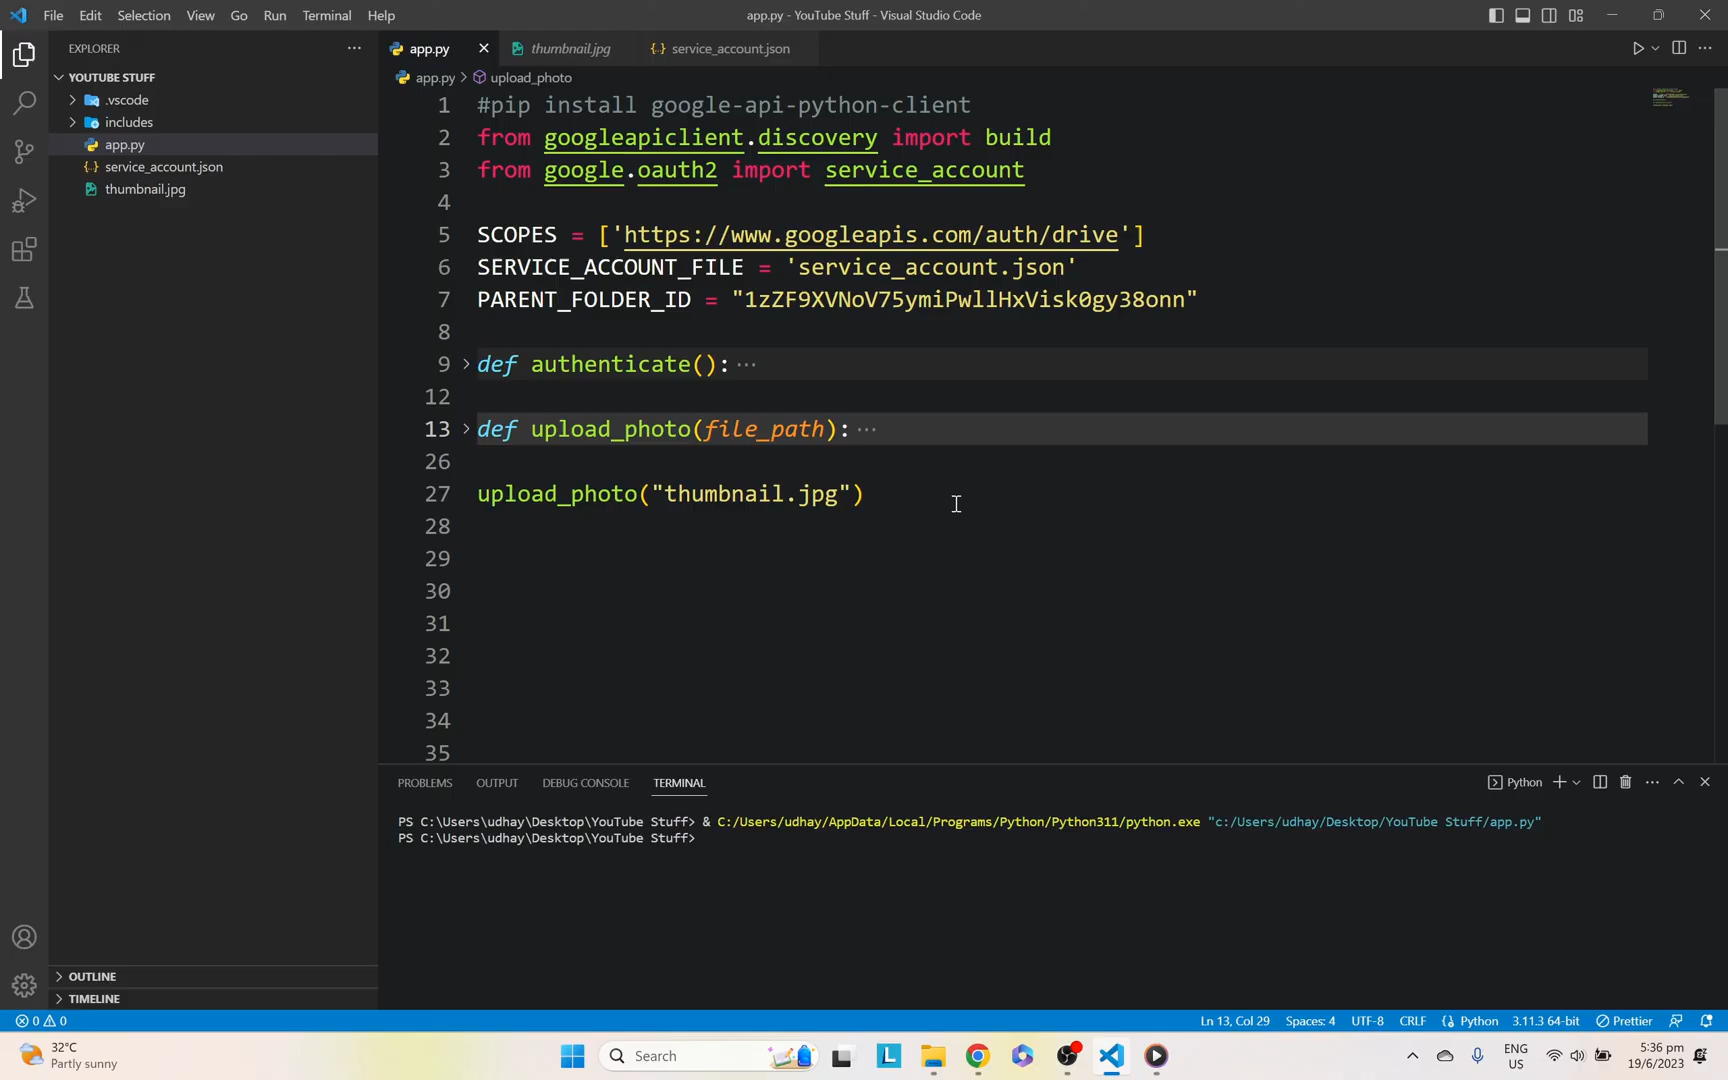 File Edit Selection View Go Run Terminal Help
app.py - YouTube Stuff - Visual Studio Code
EXPLORER
YOUTUBE STUFF
.vscode
includes
app.py
service_account.json
thumbnail.jpg
OUTLINE
TIMELINE
app.py thumbnail.jpg {} service_account.json
app.py > upload_photo
1 #pip install google-api-python-client
2 from googleapiclient.discovery import build
3 from google.oauth2 import service_account
4
5 SCOPES = ['https://www.googleapis.com/auth/drive']
6 SERVICE_ACCOUNT_FILE = 'service_account.json'
7 PARENT_FOLDER_ID = "1zZF9XVNoV75ymiPwllHxVisk0gy38onn"
8
9 def authenticate(): ...
12
13 def upload_photo(file_path): ...
26
27 upload_photo("thumbnail.jpg")
28
29
30
31
32
33
34
35
PROBLEMS OUTPUT DEBUG CONSOLE TERMINAL
Python
PS C:\Users\udhay\Desktop\YouTube Stuff> & C:/Users/udhay/AppData/Local/Programs/Python/Python311/python.exe "c:/Users/udhay/Desktop/YouTube Stuff/app.py"
PS C:\Users\udhay\Desktop\YouTube Stuff>
0 0 Ln 13, Col 29 Spaces: 4 UTF-8 CRLF {} Python 3.11.3 64-bit Prettier
32°C
Partly sunny
Search
L
ENG
US
5:36 pm
19/6/2023